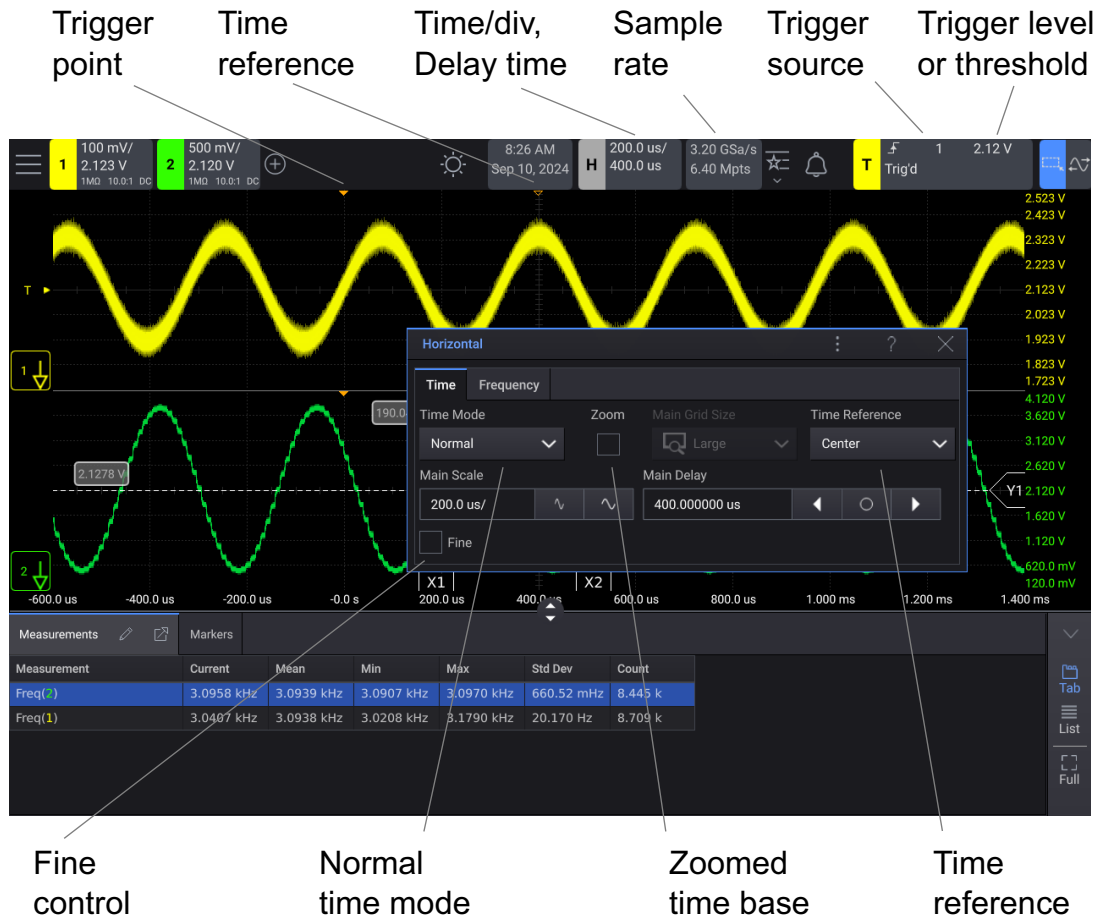 Trigger point
Time reference
Time/div, Delay time
Sample rate
Trigger source
Trigger level or threshold
1
100 mV/
2.123 V
1MΩ 10.0:1 DC
2
500 mV/
2.120 V
1MΩ 10.0:1 DC
8:26 AM
Sep 10, 2024
H
200.0 us/
400.0 us
3.20 GSa/s
6.40 Mpts
T
1
2.12 V
Trig'd
2.523 V
2.423 V
2.323 V
2.223 V
T
2.123 V
2.023 V
1.923 V
1.823 V
1
1.723 V
4.120 V
3.620 V
3.120 V
2.620 V
Y1
2.120 V
1.620 V
1.120 V
620.0 mV
120.0 mV
190.0
2.1278 V
2
Horizontal
?
Time
Frequency
Time Mode
Zoom
Main Grid Size
Time Reference
Normal
Large
Center
Main Scale
Main Delay
200.0 us/
400.000000 us
Fine
X1
X2
-600.0 us
-400.0 us
-200.0 us
-0.0 s
200.0 us
400.0 us
600.0 us
800.0 us
1.000 ms
1.200 ms
1.400 ms
Measurements
Markers
Measurement Current Mean Min Max Std Dev Count
Freq(2) 3.0958 kHz 3.0939 kHz 3.0907 kHz 3.0970 kHz 660.52 mHz 8.445 k
Freq(1) 3.0407 kHz 3.0938 kHz 3.0208 kHz 3.1790 kHz 20.170 Hz 8.709 k
Tab
List
Full
Fine control
Normal time mode
Zoomed time base
Time reference